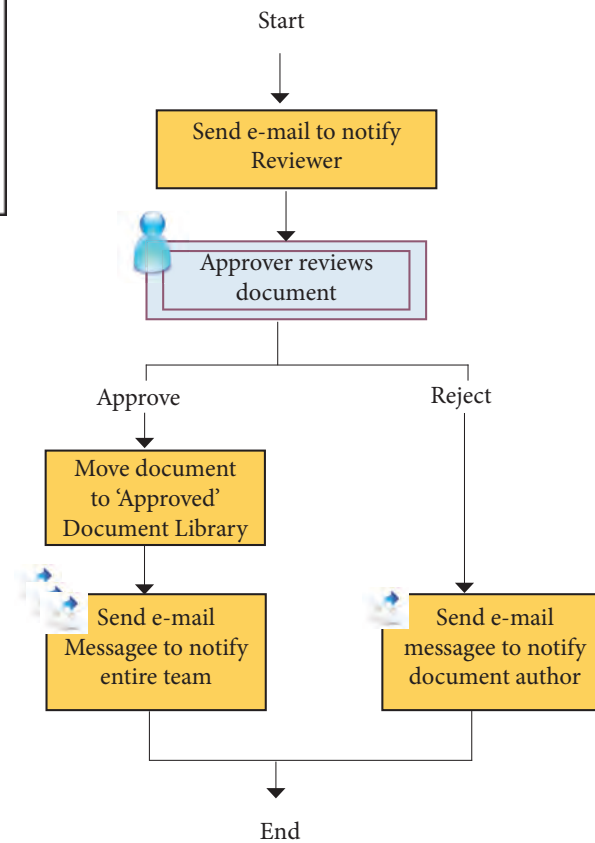 Start
Send e-mail to notify
Reviewer
Approver reviews
document
Approve
Reject
Move document
to ‘Approved’
Document Library
Send e-mail
Messagee to notify
entire team
Send e-mail
messagee to notify
document author
End